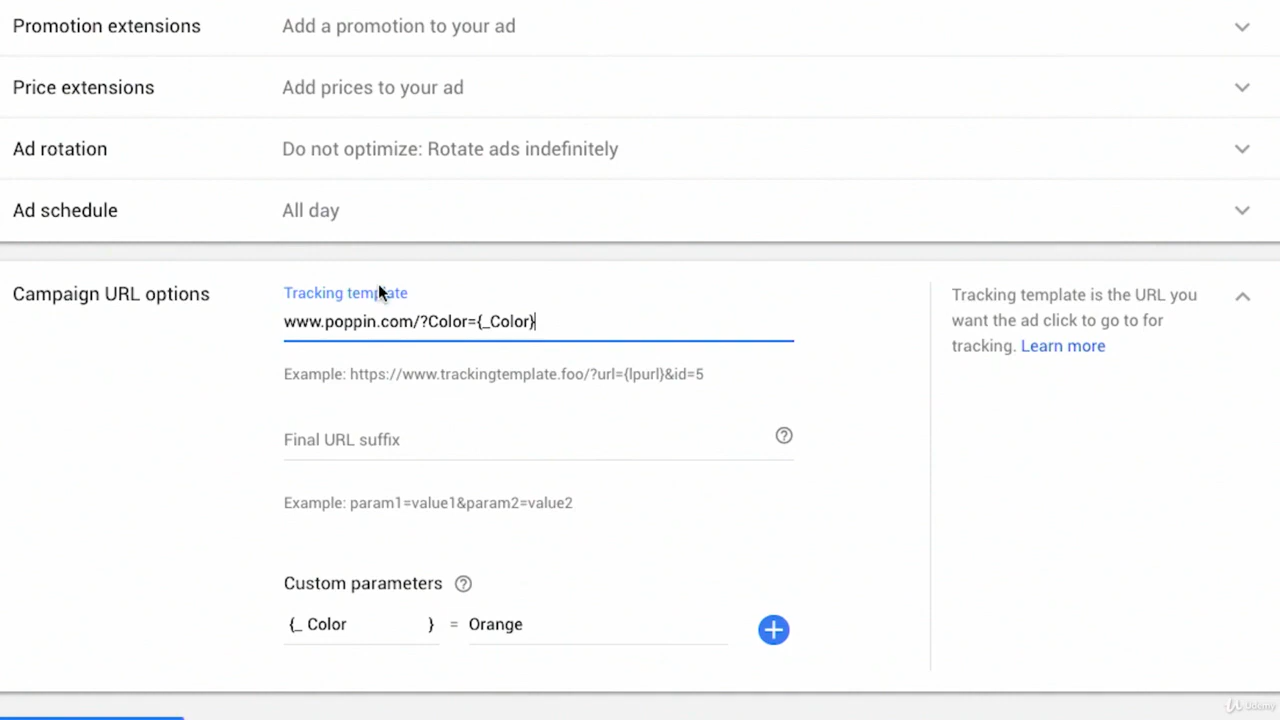 Promotion extensions Add a promotion to your ad
Price extensions Add prices to your ad
Ad rotation Do not optimize: Rotate ads indefinitely
Ad schedule All day
Campaign URL options
Tracking template
www.poppin.com/?Color={_Color}
Example: https://www.trackingtemplate.foo/?url={lpurl}&id=5
Final URL suffix
Example: param1=value1&param2=value2
Custom parameters
{_ Color } = Orange
Tracking template is the URL you
want the ad click to go to for
tracking. Learn more
Udemy